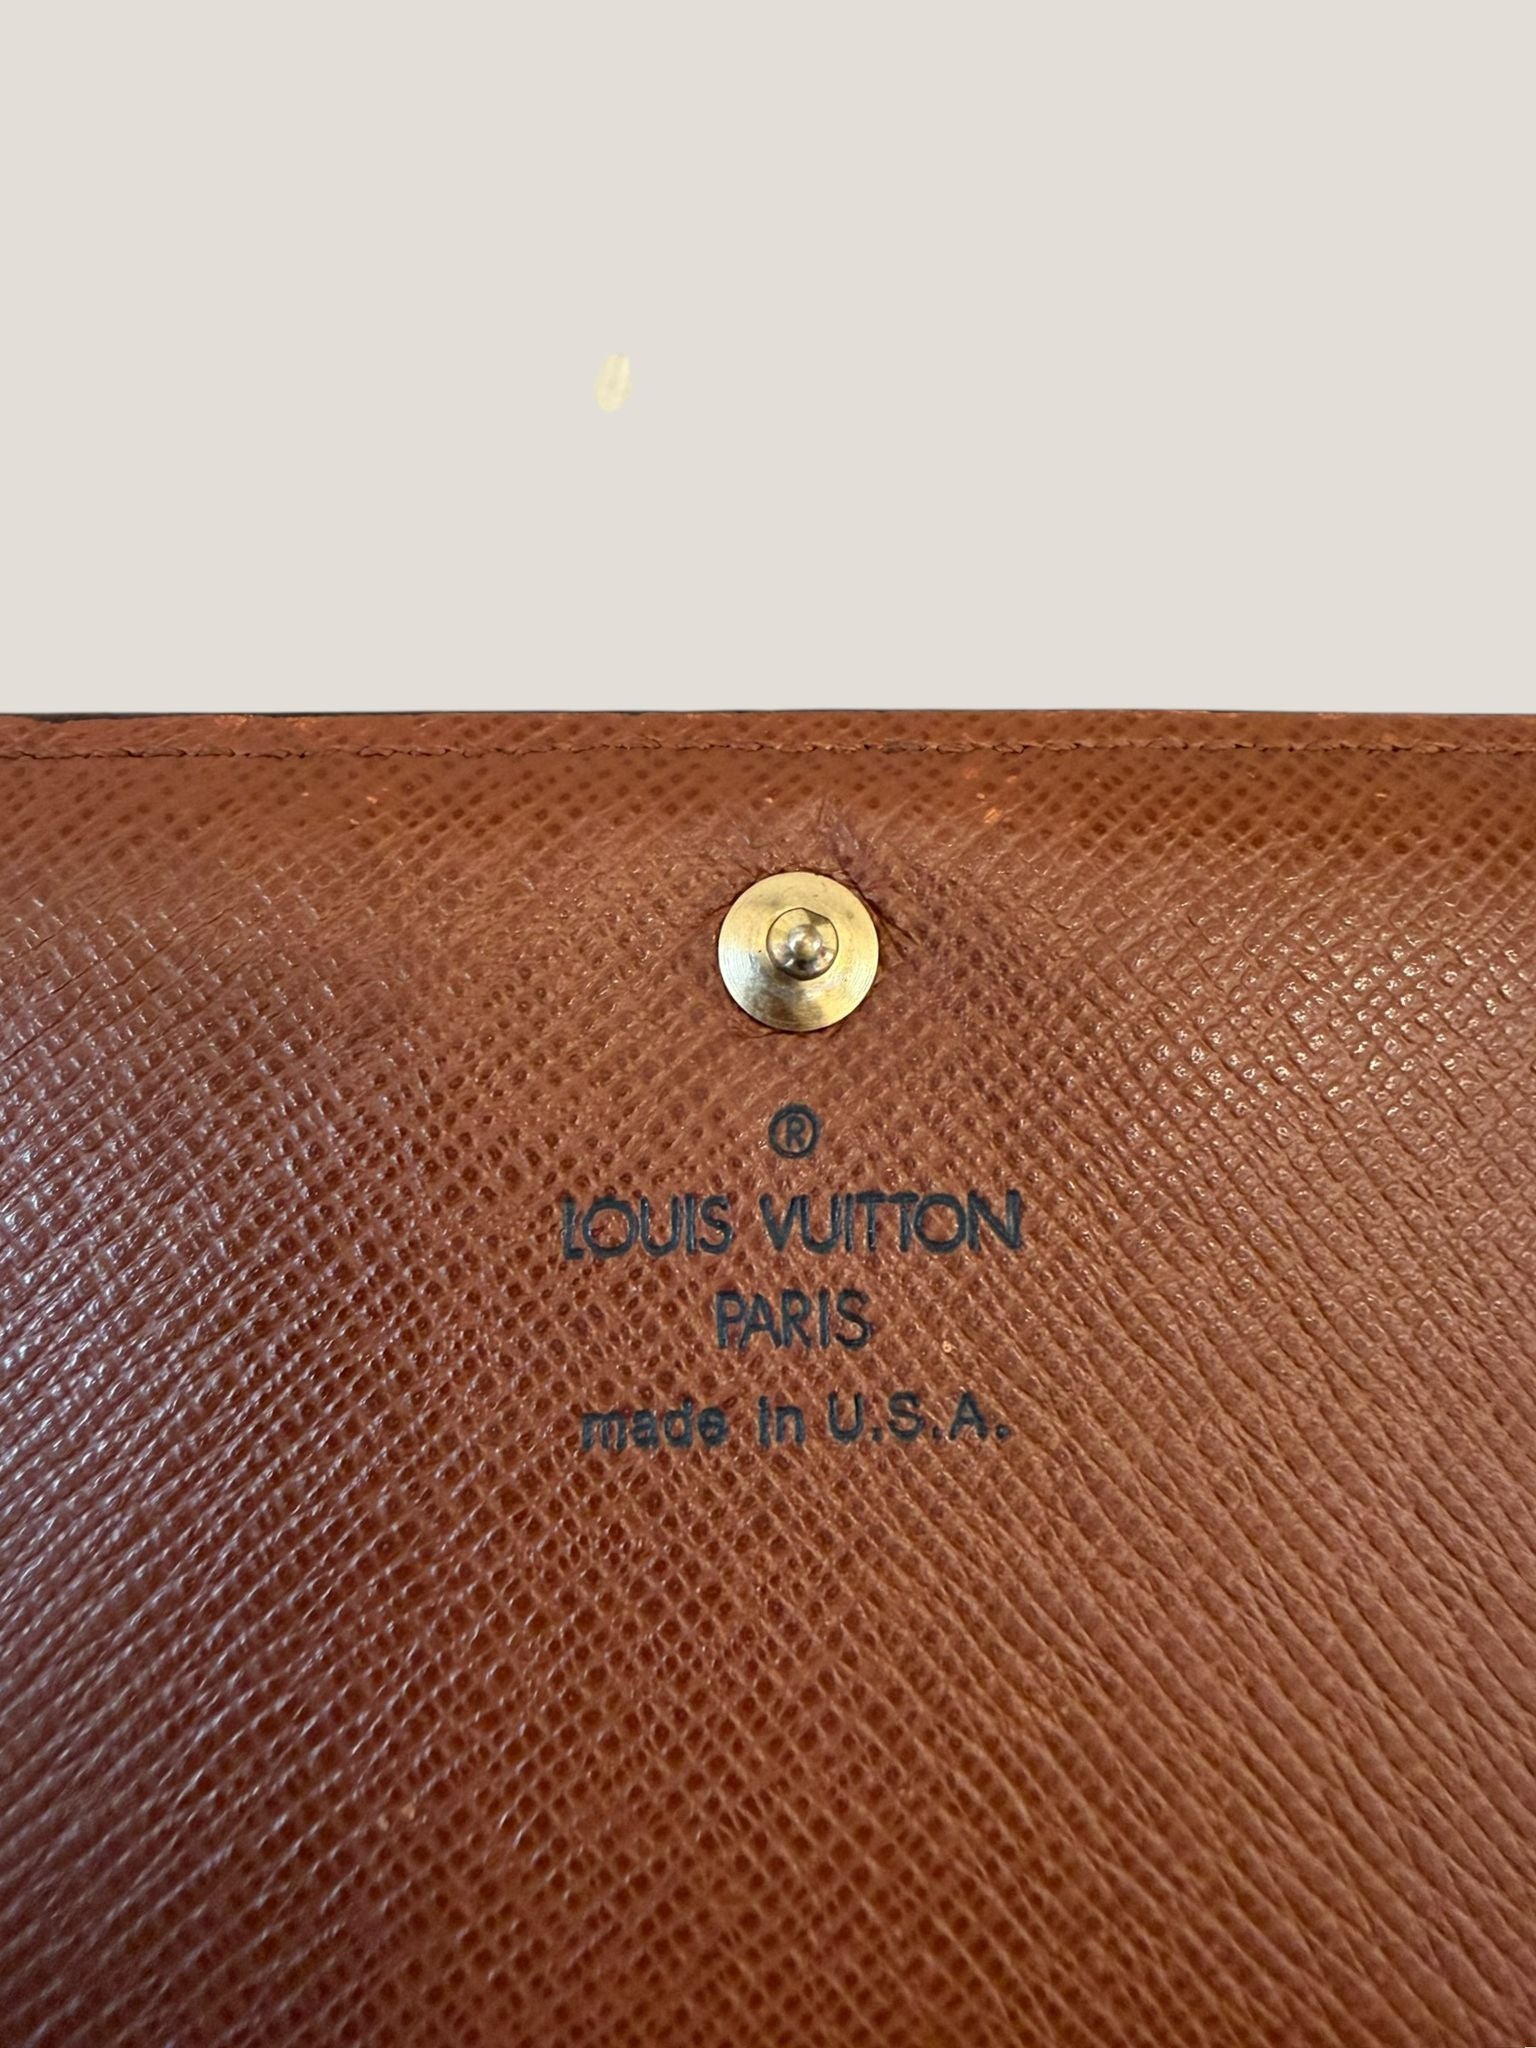 ®
LOUIS VUITTON
PARIS
made in U.S.A.